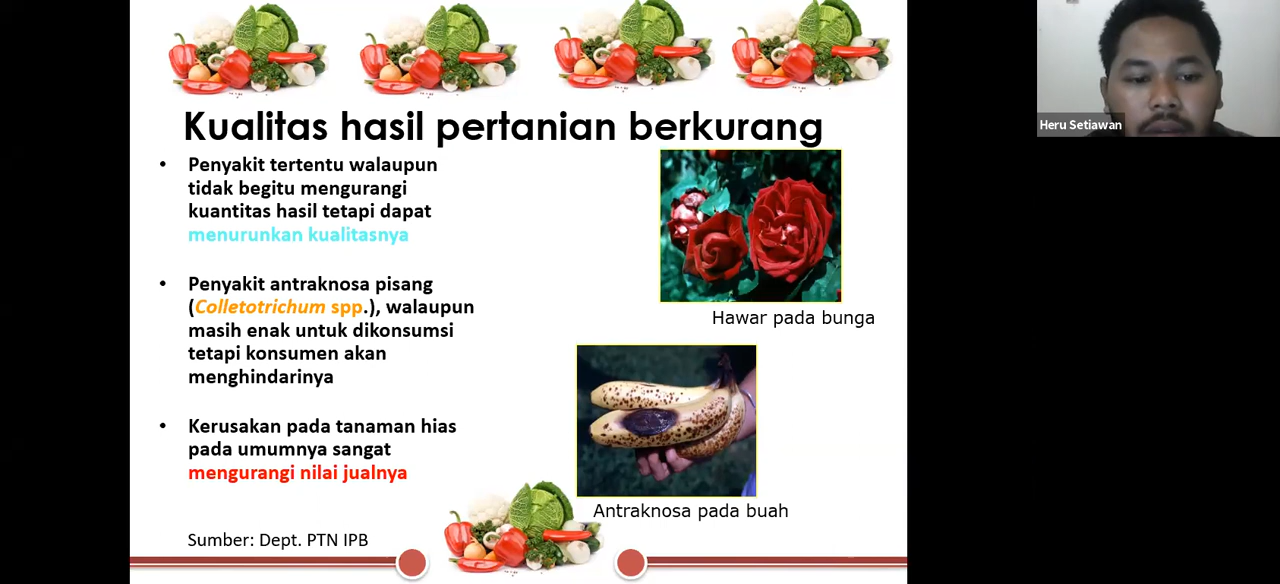 Kualitas hasil pertanian berkurang
• Penyakit tertentu walaupun
tidak begitu mengurangi
kuantitas hasil tetapi dapat
menurunkan kualitasnya
• Penyakit antraknosa pisang
(Colletotrichum spp.), walaupun
masih enak untuk dikonsumsi
tetapi konsumen akan
menghindarinya
• Kerusakan pada tanaman hias
pada umumnya sangat
mengurangi nilai jualnya
Sumber: Dept. PTN IPB
Hawar pada bunga
Antraknosa pada buah
Heru Setiawan